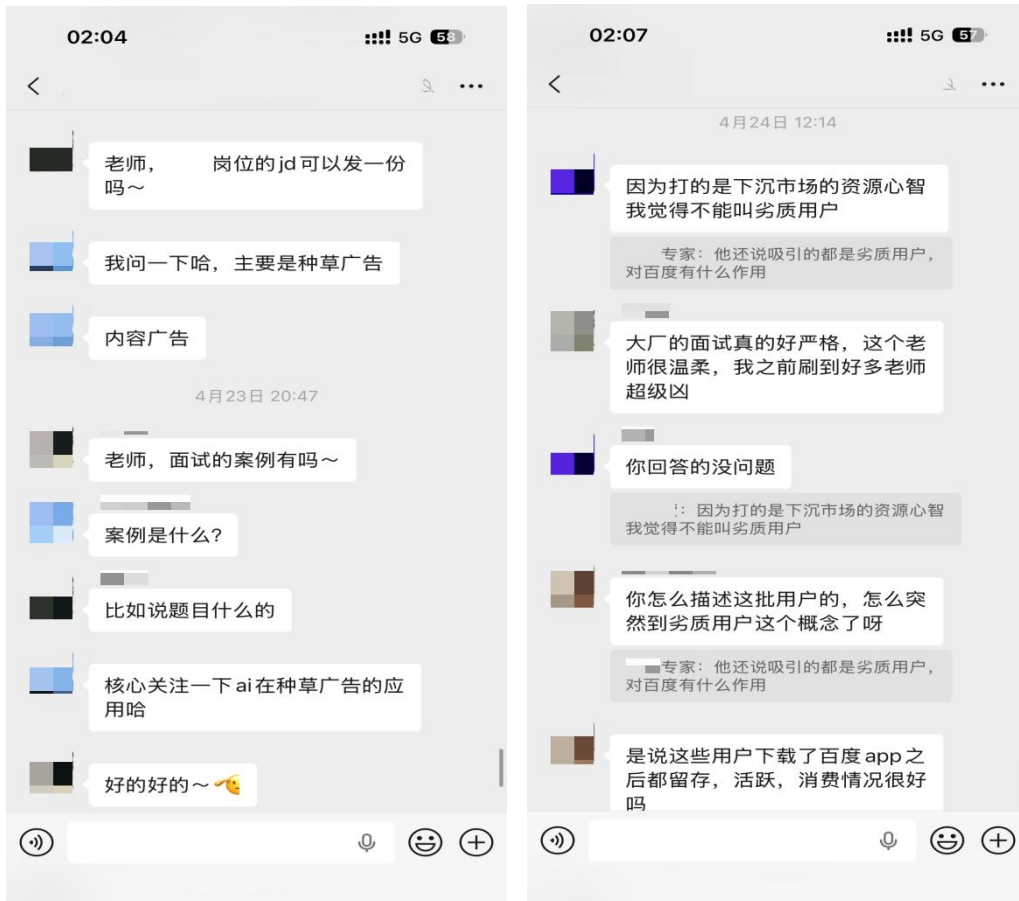 02:04
5G 58
老师， 岗位的jd可以发一份
吗～
我问一下哈，主要是种草广告
内容广告
4月23日 20:47
老师，面试的案例有吗～
案例是什么？
比如说题目什么的
核心关注一下ai在种草广告的应
用哈
好的好的～
02:07
5G 57
4月24日 12:14
因为打的是下沉市场的资源心智
我觉得不能叫劣质用户
专家：他还说吸引的都是劣质用户，
对百度有什么作用
大厂的面试真的好严格，这个老
师很温柔，我之前刷到好多老师
超级凶
你回答的没问题
：因为打的是下沉市场的资源心智
我觉得不能叫劣质用户
你怎么描述这批用户的，怎么突
然到劣质用户这个概念了呀
专家：他还说吸引的都是劣质用户，
对百度有什么作用
是说这些用户下载了百度app之
后都留存，活跃，消费情况很好
吗